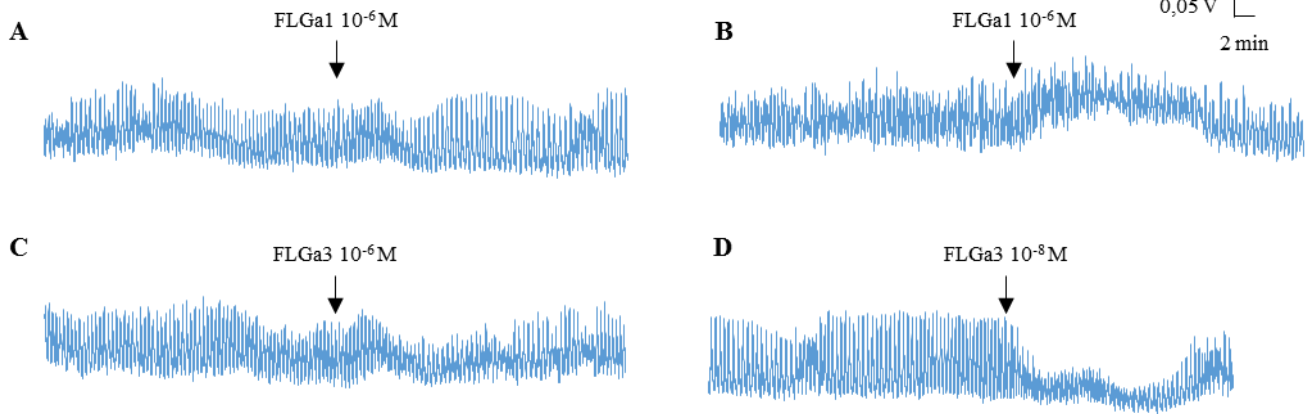 A
FLGa1 10⁻⁶ M
B
FLGa1 10⁻⁶ M
0,05 V
2 min
C
FLGa3 10⁻⁶ M
D
FLGa3 10⁻⁸ M